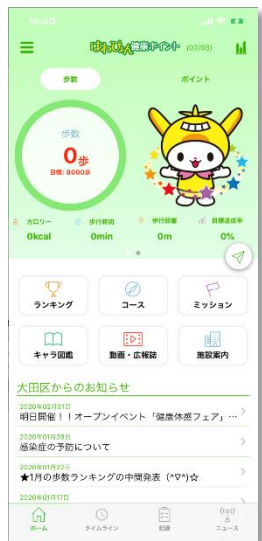 16:40
はねぴょん健康ポイント (02/03)
歩数 ポイント
歩数
0歩
目標: 8000歩
カロリー 歩行時間 歩行距離 目標達成率
0kcal 0min 0m 0%
ランキング コース ミッション
キャラ図鑑 動画・広報誌 施設案内
大田区からのお知らせ
2020年02月01日
明日開催！！オープンイベント「健康体感フェア」…
2020年01月28日
感染症の予防について
2020年01月22日
★1月の歩数ランキングの中間発表（^∇^)☆
2020年01月17日
ホーム タイムライン 記録 ニュース